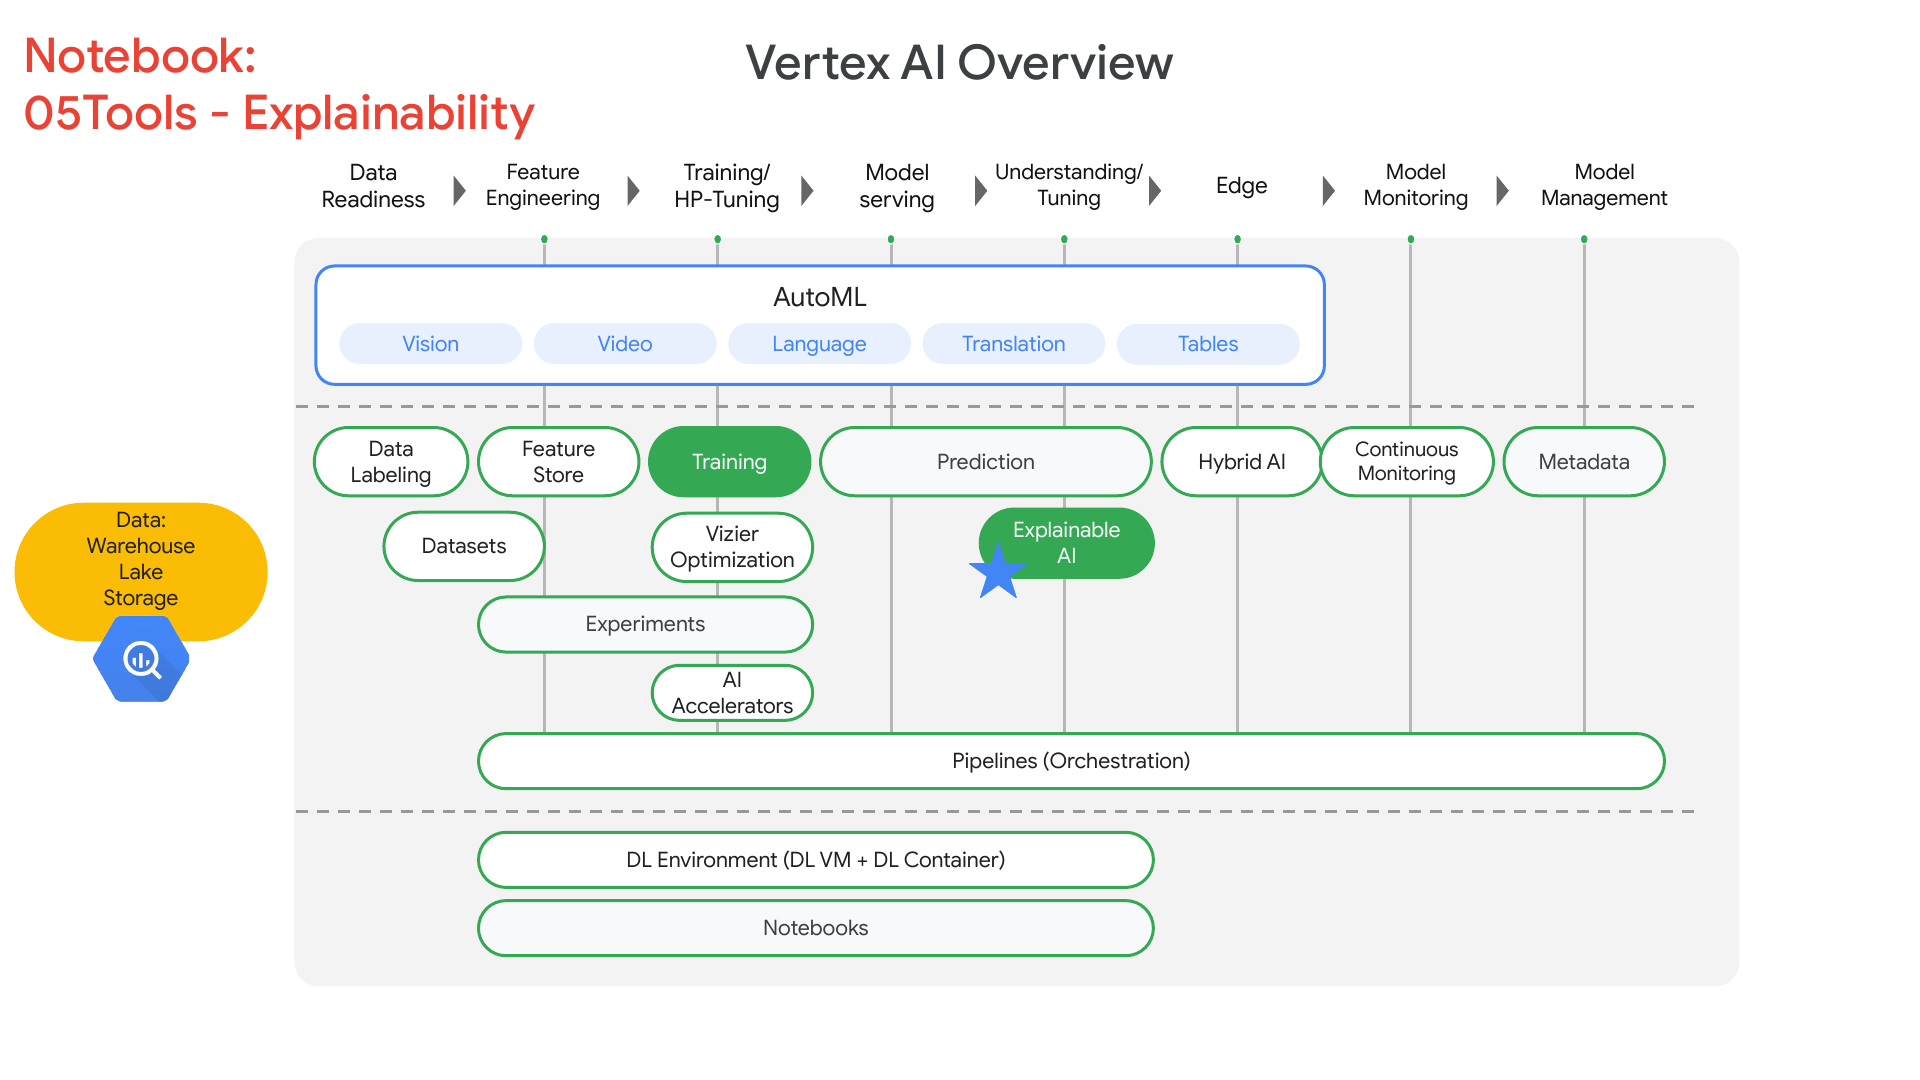 Notebook:
05Tools - Explainability
Vertex AI Overview
Data
Readiness
Feature
Engineering
Training/
HP-Tuning
Model
serving
Understanding/
Tuning
Edge
Model
Monitoring
Model
Management
AutoML
Vision
Video
Language
Translation
Tables
Data
Labeling
Feature
Store
Training
Prediction
Hybrid AI
Continuous
Monitoring
Metadata
Data:
Warehouse
Lake
Storage
Datasets
Vizier
Optimization
Explainable
AI
Experiments
AI
Accelerators
Pipelines (Orchestration)
DL Environment (DL VM + DL Container)
Notebooks